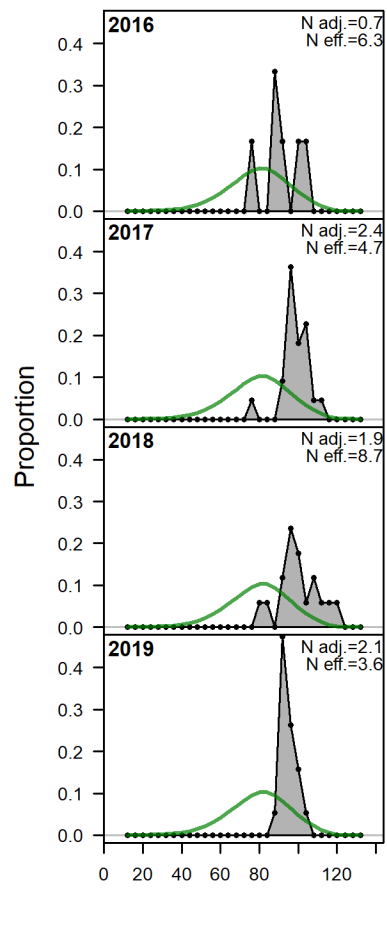 2016
N adj.=0.7
N eff.=6.3
0.4
0.3
0.2
0.1
0.0
2017
N adj.=2.4
N eff.=4.7
0.4
0.3
0.2
0.1
0.0
Proportion
2018
N adj.=1.9
N eff.=8.7
0.4
0.3
0.2
0.1
0.0
2019
N adj.=2.1
N eff.=3.6
0.4
0.3
0.2
0.1
0.0
0 20 40 60 80 120